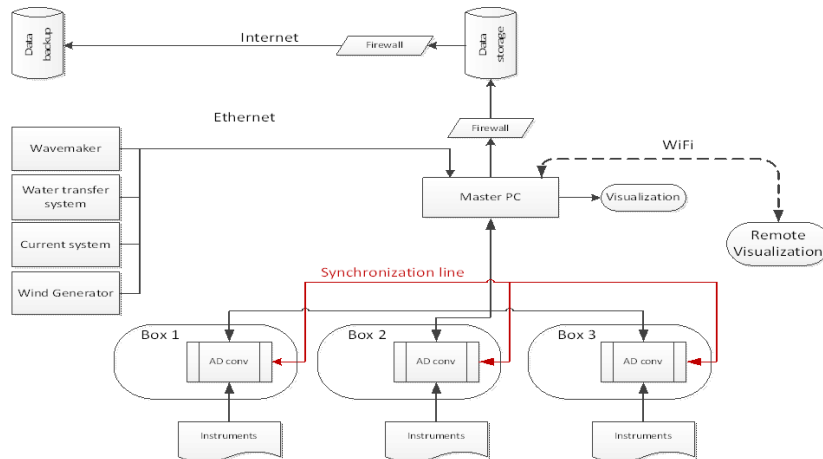 Data
backup
Internet
Firewall
Data
storage
Ethernet
Firewall
WiFi
Wavemaker
Water transfer
system
Current system
Wind Generator
Master PC
Visualization
Remote
Visualization
Synchronization line
Box 1
AD conv
Box 2
AD conv
Box 3
AD conv
Instruments
Instruments
Instruments